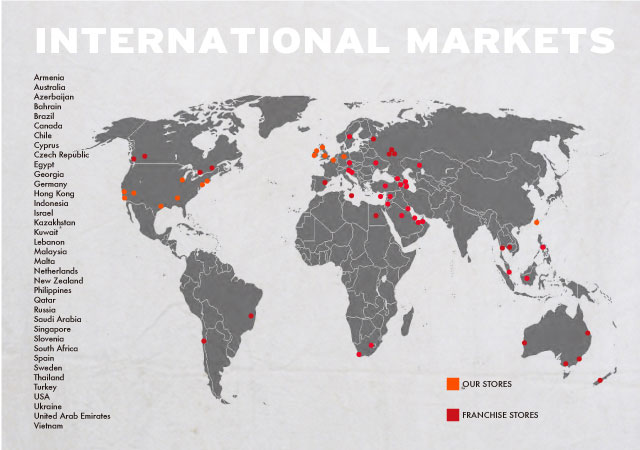 INTERNATIONAL MARKETS
Armenia
Australia
Azerbaijan
Bahrain
Brazil
Canada
Chile
Cyprus
Czech Republic
Egypt
Georgia
Germany
Hong Kong
Indonesia
Israel
Kazakhstan
Kuwait
Lebanon
Malaysia
Malta
Netherlands
New Zealand
Philippines
Qatar
Russia
Saudi Arabia
Singapore
Slovenia
South Africa
Spain
Sweden
Thailand
Turkey
USA
Ukraine
United Arab Emirates
Vietnam
OUR STORES
FRANCHISE STORES